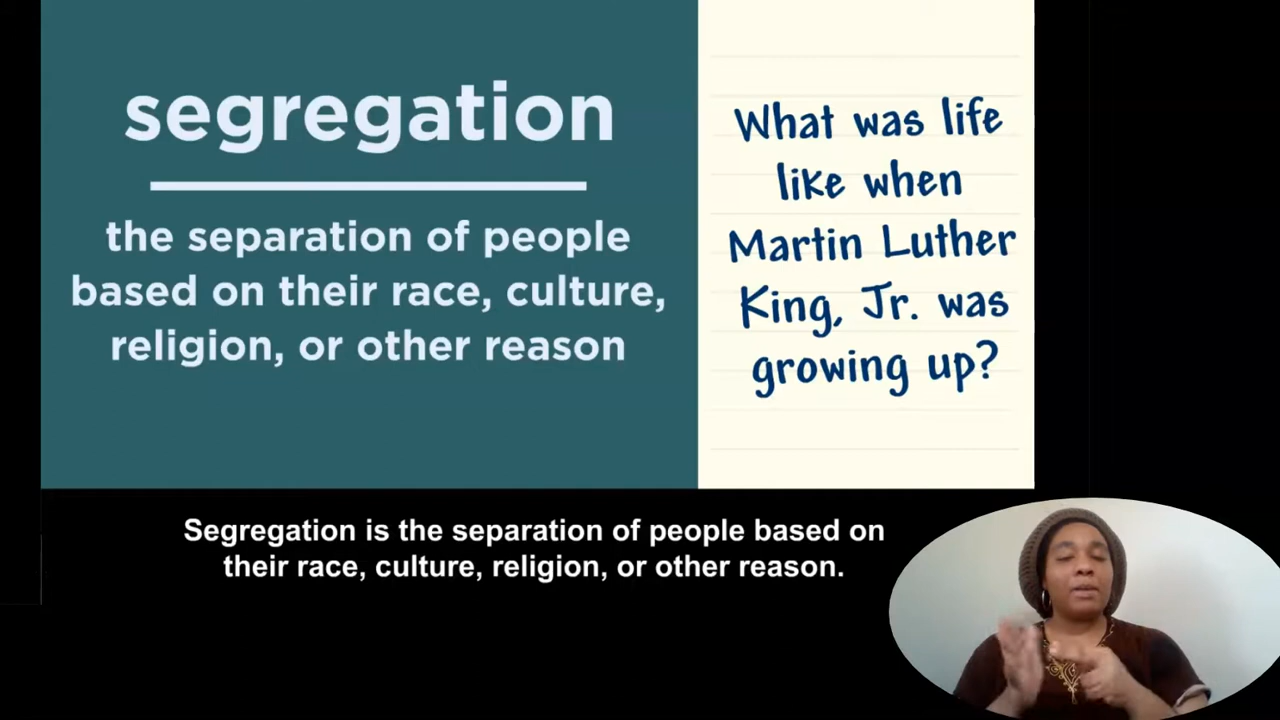 segregation
the separation of people
based on their race, culture,
religion, or other reason
What was life
like when
Martin Luther
King, Jr. was
growing up?
Segregation is the separation of people based on
their race, culture, religion, or other reason.